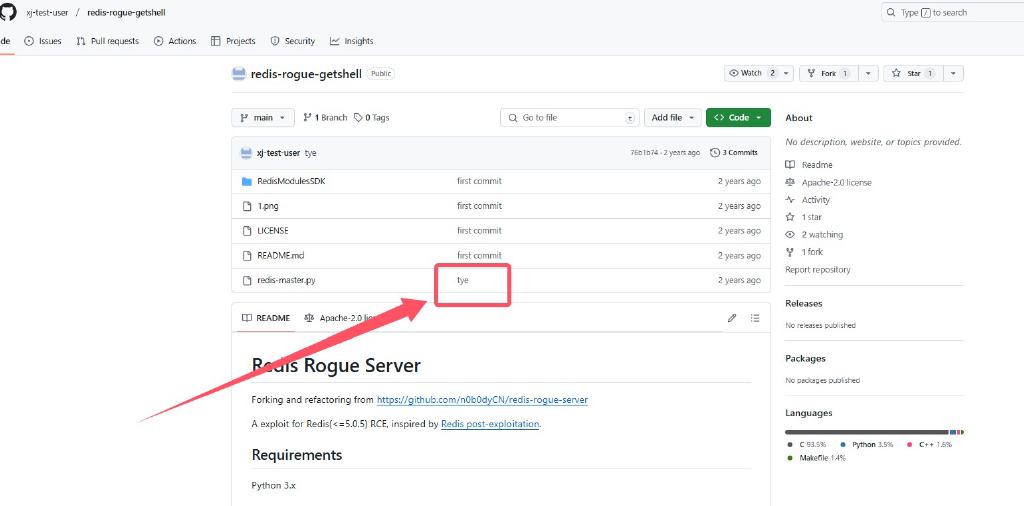 xj-test-user / redis-rogue-getshell
Type / to search
de Issues Pull requests Actions Projects Security Insights
redis-rogue-getshell Public
Watch 2 Fork 1 Star 1
main 1 Branch 0 Tags Go to file t Add file Code
xj-test-user tye 76b1b74 · 2 years ago 3 Commits
RedisModulesSDK first commit 2 years ago
1.png first commit 2 years ago
LICENSE first commit 2 years ago
README.md first commit 2 years ago
redis-master.py tye 2 years ago
README Apache-2.0
Redis Rogue Server
Forking and refactoring from https://github.com/n0b0dyCN/redis-rogue-server
A exploit for Redis(<=5.0.5) RCE, inspired by Redis post-exploitation.
Requirements
Python 3.x
About
No description, website, or topics provided.
Readme
Apache-2.0 license
Activity
1 star
2 watching
1 fork
Report repository
Releases
No releases published
Packages
No packages published
Languages
C 93.5% Python 3.5% C++ 1.6%
Makefile 1.4%